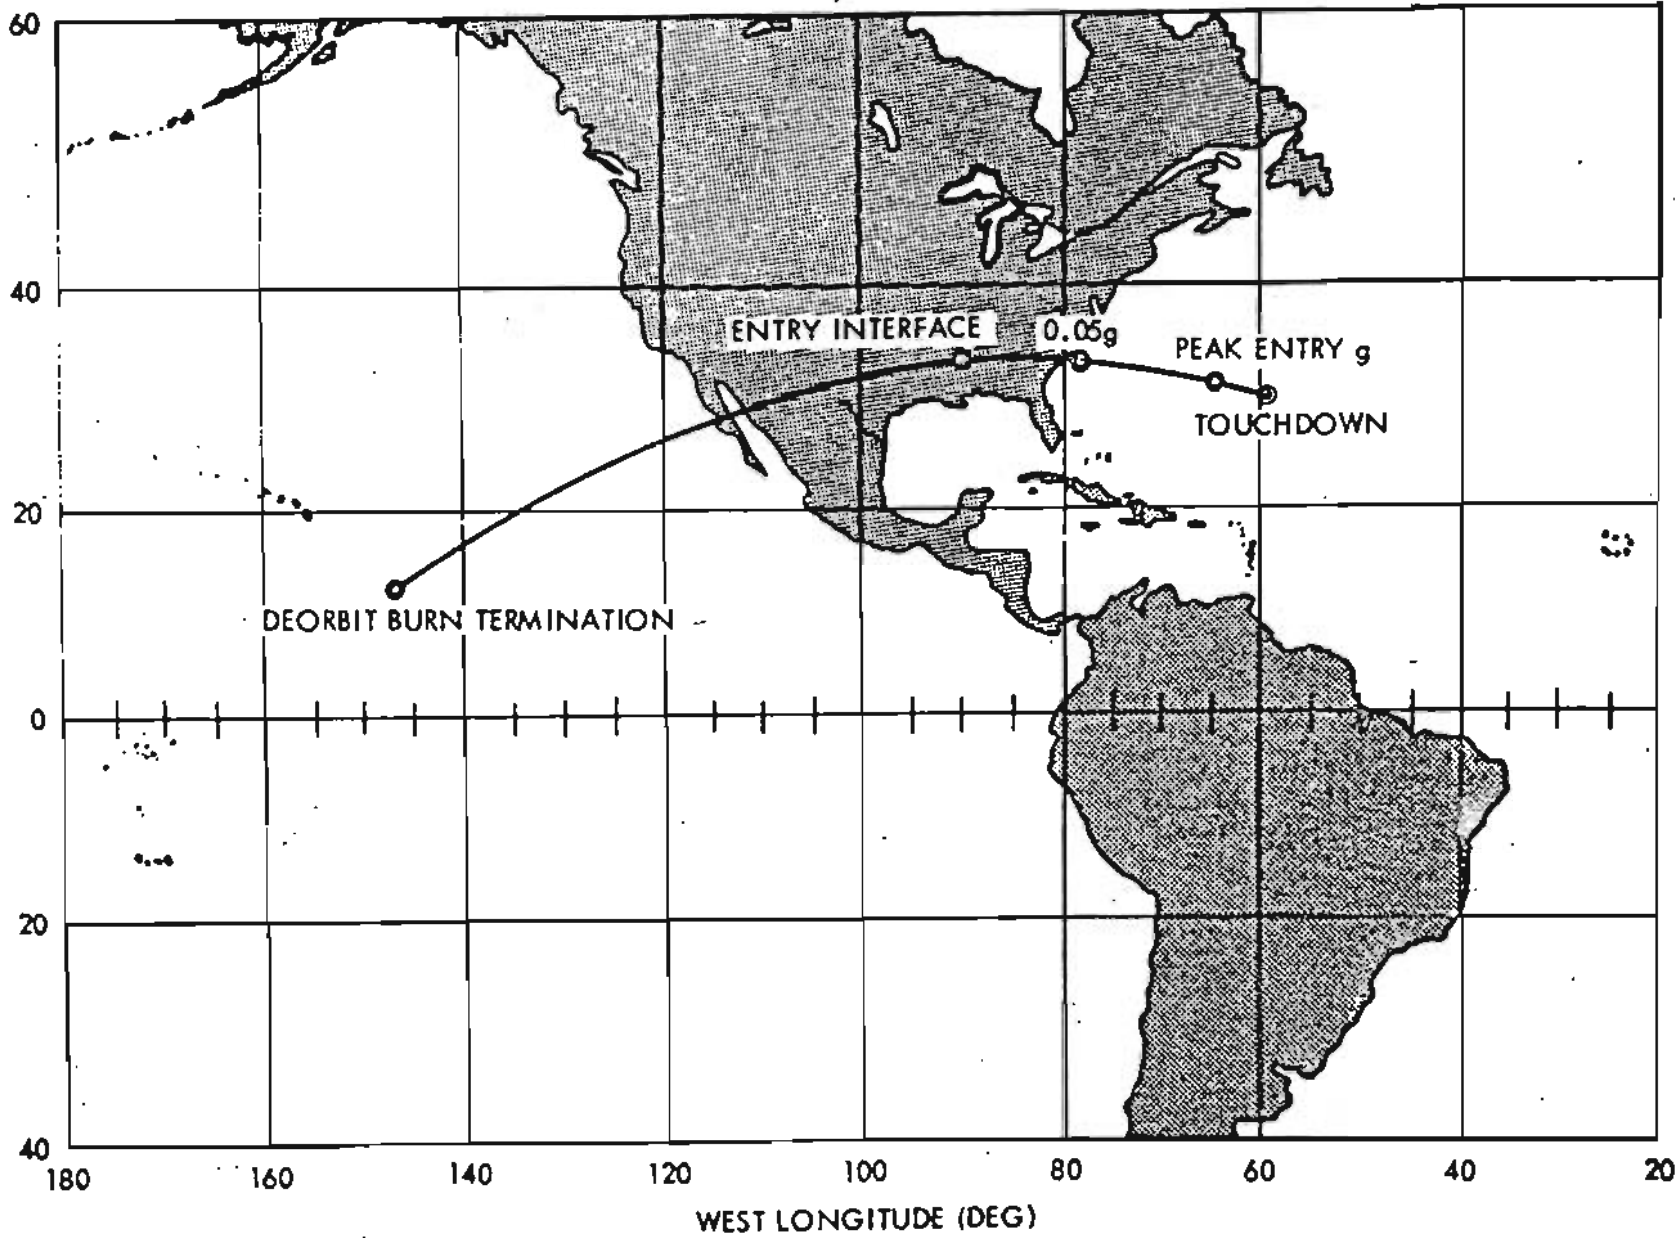 60
40
ENTRY INTERFACE
0.05g
PEAK ENTRY g
TOUCHDOWN
20
DEORBIT BURN TERMINATION
0
20
40
180 160 140 120 100 80 60 40 20
WEST LONGITUDE (DEG)